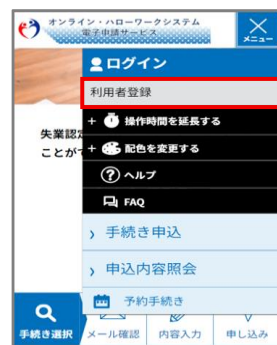 オンライン・ハローワークシステム
電子申請サービス
メニュー
ログイン
利用者登録
+ 操作時間を延長する
+ 配色を変更する
? ヘルプ
FAQ
失業認定
ことが
› 手続き申込
› 申込内容照会
予約手続き
手続き選択
メール確認
内容入力
申し込み